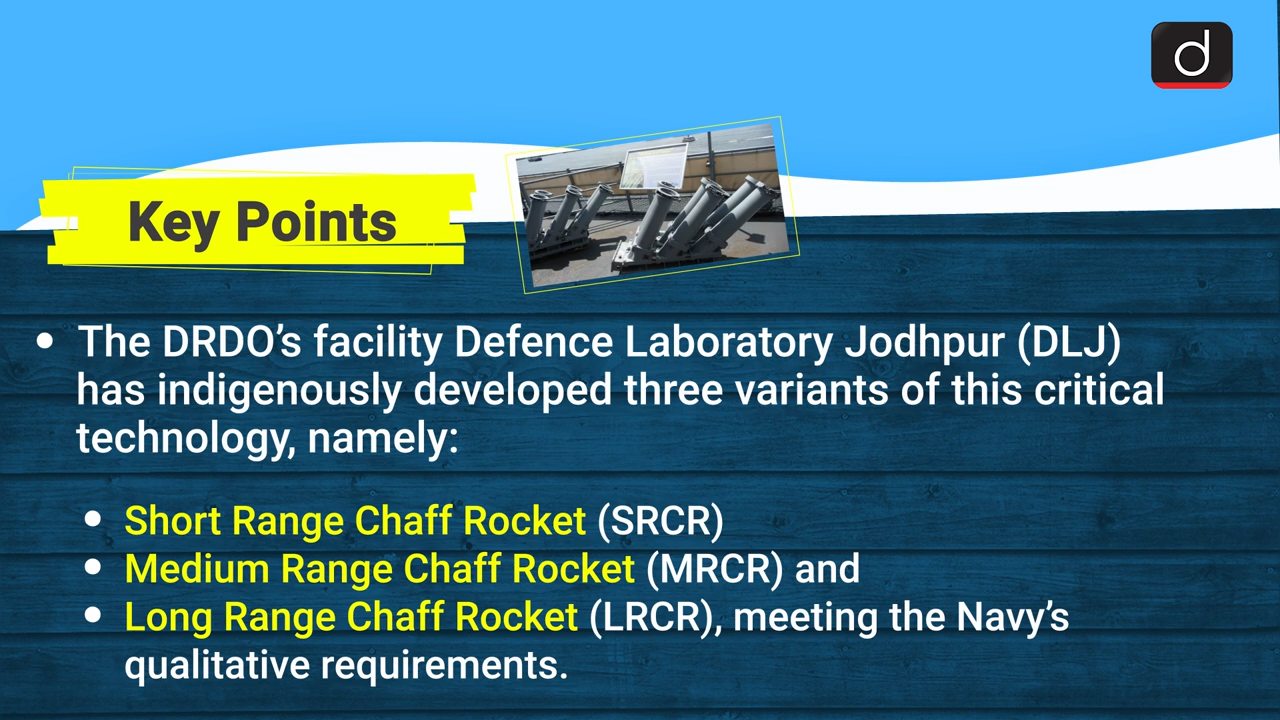 d
Key Points
• The DRDO’s facility Defence Laboratory Jodhpur (DLJ)
has indigenously developed three variants of this critical
technology, namely:
• Short Range Chaff Rocket (SRCR)
• Medium Range Chaff Rocket (MRCR) and
• Long Range Chaff Rocket (LRCR), meeting the Navy’s
qualitative requirements.